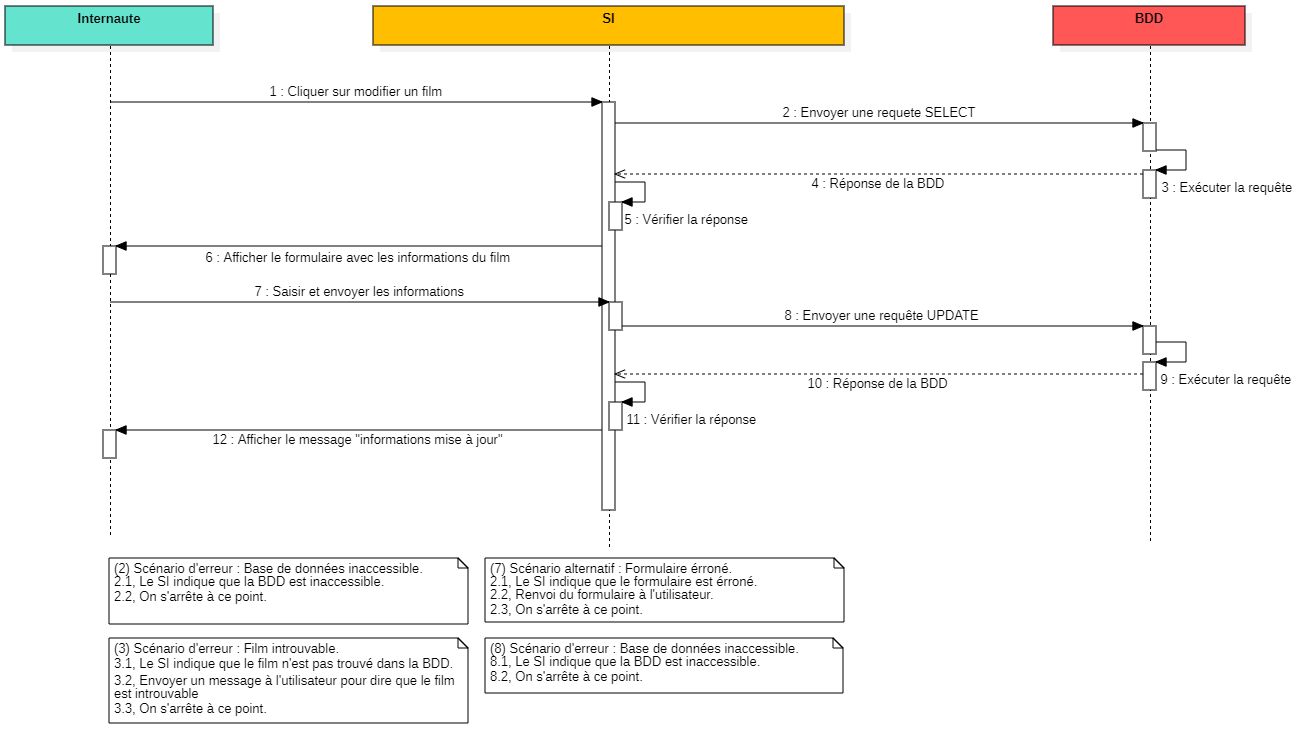 Internaute
SI
BDD
1 : Cliquer sur modifier un film
2 : Envoyer une requete SELECT
3 : Exécuter la requête
4 : Réponse de la BDD
5 : Vérifier la réponse
6 : Afficher le formulaire avec les informations du film
7 : Saisir et envoyer les informations
8 : Envoyer une requête UPDATE
9 : Exécuter la requête
10 : Réponse de la BDD
11 : Vérifier la réponse
12 : Afficher le message "informations mise à jour"
(2) Scénario d'erreur : Base de données inaccessible.
2.1, Le SI indique que la BDD est inaccessible.
2.2, On s'arrête à ce point.
(7) Scénario alternatif : Formulaire érroné.
2.1, Le SI indique que le formulaire est érroné.
2.2, Renvoi du formulaire à l'utilisateur.
2.3, On s'arrête à ce point.
(3) Scénario d'erreur : Film introuvable.
3.1, Le SI indique que le film n'est pas trouvé dans la BDD.
3.2, Envoyer un message à l'utilisateur pour dire que le film
est introuvable
3.3, On s'arrête à ce point.
(8) Scénario d'erreur : Base de données inaccessible.
8.1, Le SI indique que la BDD est inaccessible.
8.2, On s'arrête à ce point.